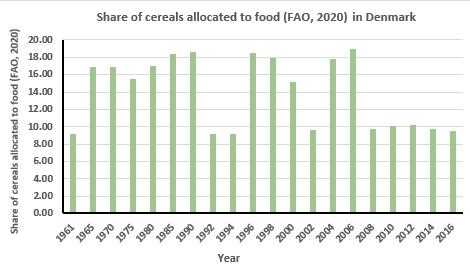 Share of cereals allocated to food (FAO, 2020) in Denmark
Share of cereals allocated to food (FAO, 2020)
20.00
18.00
16.00
14.00
12.00
10.00
8.00
6.00
4.00
2.00
0.00
1961 1965 1970 1975 1980 1985 1990 1992 1994 1996 1998 2000 2002 2004 2006 2008 2010 2012 2014 2016
Year